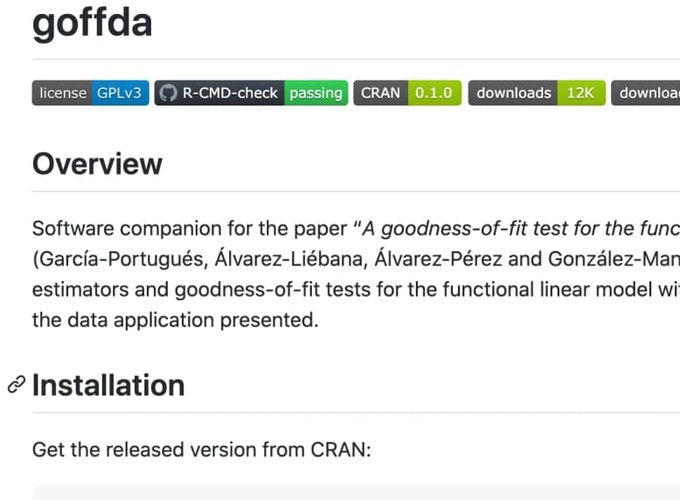 goffda
license GPLv3 R-CMD-check passing CRAN 0.1.0 downloads 12K
Overview
Software companion for the paper "A goodness-of-fit test for the func
(García-Portugués, Álvarez-Liébana, Álvarez-Pérez and González-Man
estimators and goodness-of-fit tests for the functional linear model wi
the data application presented.
Installation
Get the released version from CRAN: